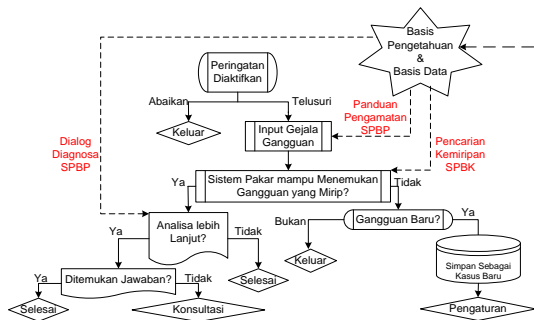 Basis
Pengetahuan
&
Basis Data
Peringatan
Diaktifkan
Abaikan
Telusuri
Panduan
Pengamatan
SPBP
Keluar
Input Gejala
Gangguan
Dialog
Diagnosa
SPBP
Pencarian
Kemiripan
SPBK
Ya
Sistem Pakar mampu Menemukan
Gangguan yang Mirip?
Tidak
Bukan
Gangguan Baru?
Ya
Ya
Analisa lebih
Lanjut?
Tidak
Keluar
Simpan Sebagai
Kasus Baru
Ya
Ditemukan Jawaban?
Tidak
Selesai
Selesai
Konsultasi
Pengaturan